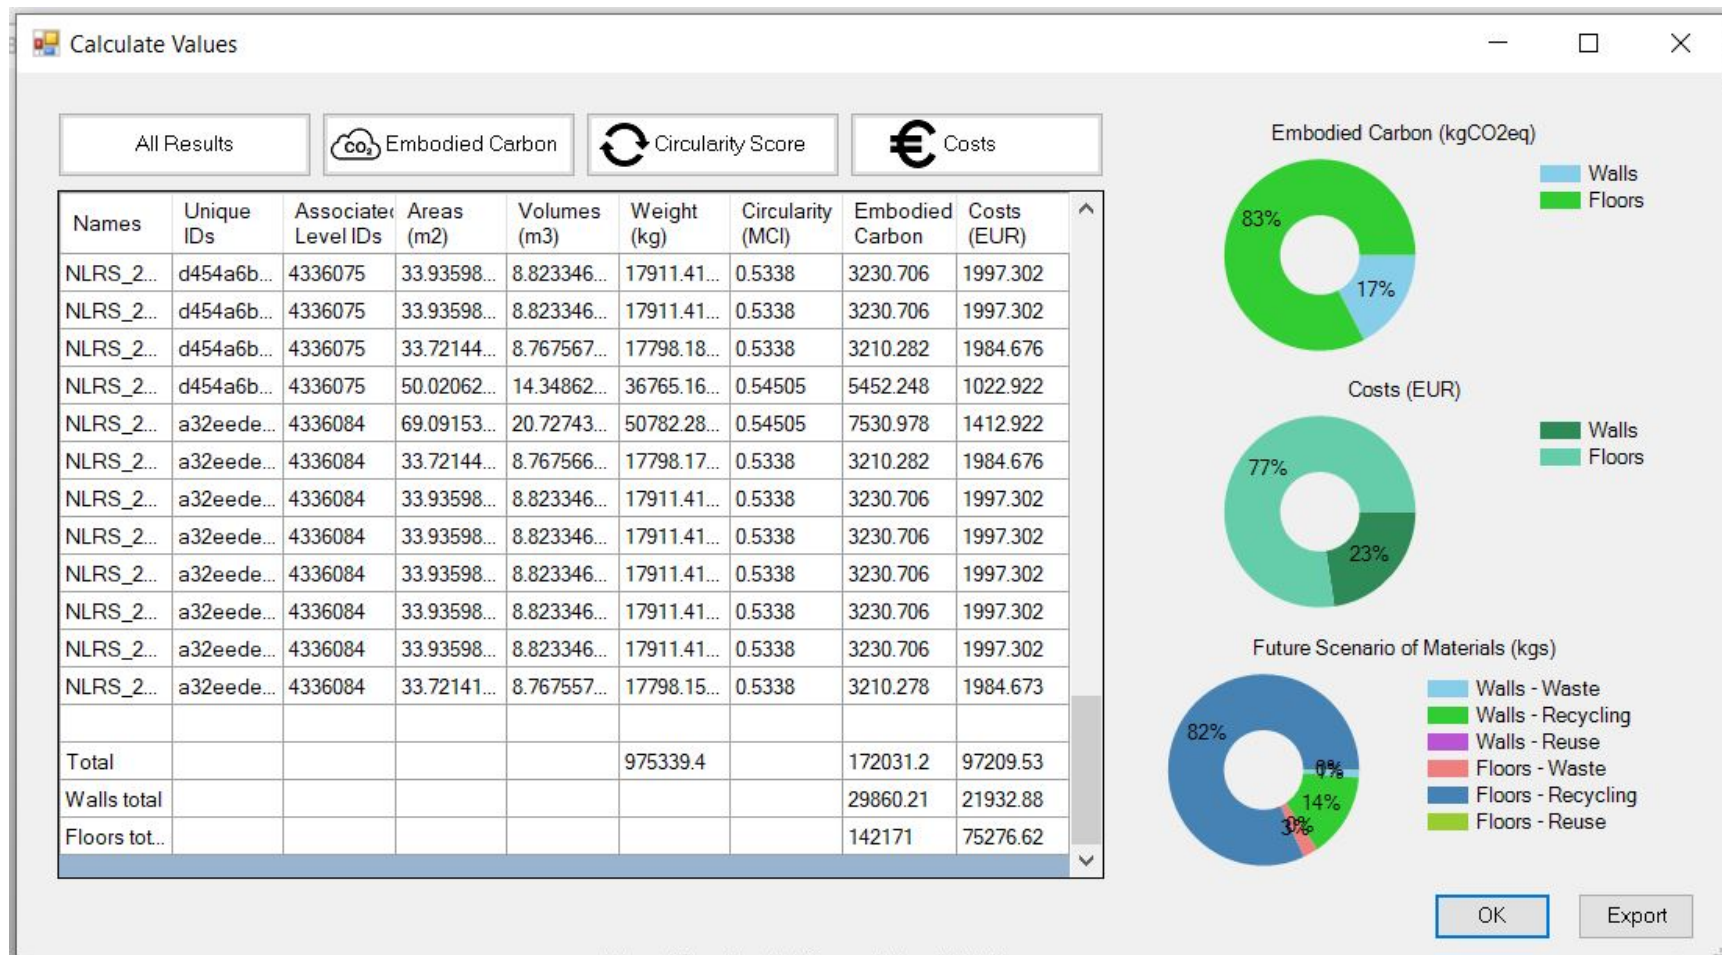 Calculate Values
All Results
CO₂ Embodied Carbon
Circularity Score
€ Costs
Names Unique IDs Associated Level IDs Areas (m2) Volumes (m3) Weight (kg) Circularity (MCI) Embodied Carbon Costs (EUR)
NLRS_2... d454a6b... 4336075 33.93598... 8.823346... 17911.41... 0.5338 3230.706 1997.302
NLRS_2... d454a6b... 4336075 33.93598... 8.823346... 17911.41... 0.5338 3230.706 1997.302
NLRS_2... d454a6b... 4336075 33.72144... 8.767567... 17798.18... 0.5338 3210.282 1984.676
NLRS_2... d454a6b... 4336075 50.02062... 14.34862... 36765.16... 0.54505 5452.248 1022.922
NLRS_2... a32eede... 4336084 69.09153... 20.72743... 50782.28... 0.54505 7530.978 1412.922
NLRS_2... a32eede... 4336084 33.72144... 8.767566... 17798.17... 0.5338 3210.282 1984.676
NLRS_2... a32eede... 4336084 33.93598... 8.823346... 17911.41... 0.5338 3230.706 1997.302
NLRS_2... a32eede... 4336084 33.93598... 8.823346... 17911.41... 0.5338 3230.706 1997.302
NLRS_2... a32eede... 4336084 33.93598... 8.823346... 17911.41... 0.5338 3230.706 1997.302
NLRS_2... a32eede... 4336084 33.93598... 8.823346... 17911.41... 0.5338 3230.706 1997.302
NLRS_2... a32eede... 4336084 33.93598... 8.823346... 17911.41... 0.5338 3230.706 1997.302
NLRS_2... a32eede... 4336084 33.72141... 8.767557... 17798.15... 0.5338 3210.278 1984.673
Total 975339.4 172031.2 97209.53
Walls total 29860.21 21932.88
Floors tot... 142171 75276.62
Embodied Carbon (kgCO2eq)
83%
17%
Walls
Floors
Costs (EUR)
77%
23%
Walls
Floors
Future Scenario of Materials (kgs)
82%
14%
3%
Walls - Waste
Walls - Recycling
Walls - Reuse
Floors - Waste
Floors - Recycling
Floors - Reuse
OK
Export